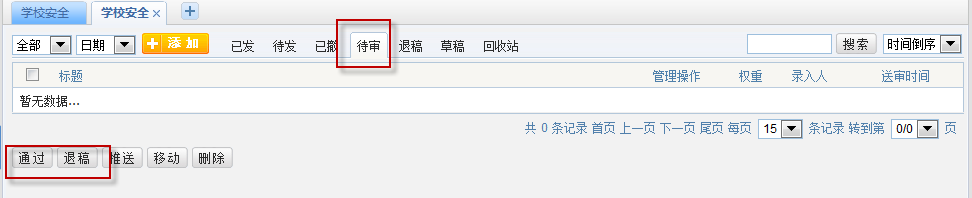 学校安全 学校安全
全部 日期 添加 已发 待发 已撤 待审 退稿 草稿 回收站 搜索 时间倒序
标题 管理操作 权重 录入人 送审时间
暂无数据...
共 0 条记录 首页 上一页 下一页 尾页 每页 15 条记录 转到第 0/0 页
通过 退稿 推送 移动 删除